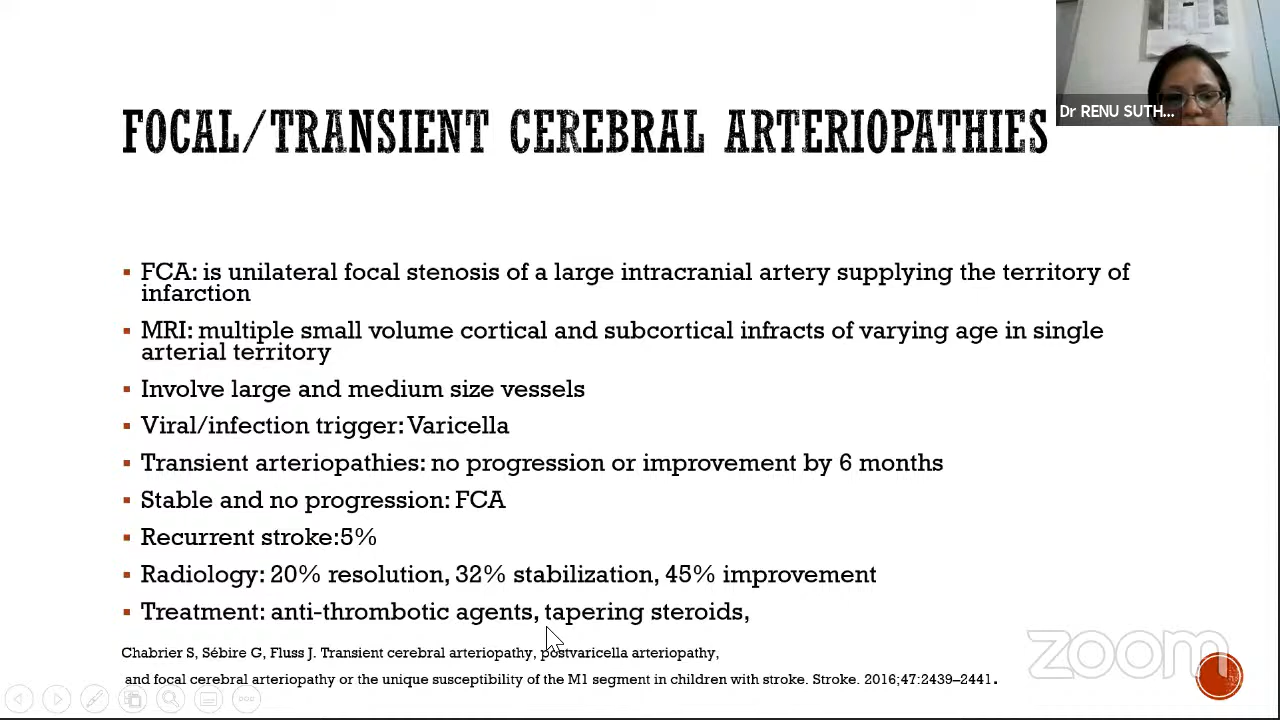 Dr RENU SUTH...
FOCAL/TRANSIENT CEREBRAL ARTERIOPATHIES
▪ FCA: is unilateral focal stenosis of a large intracranial artery supplying the territory of
infarction
▪ MRI: multiple small volume cortical and subcortical infracts of varying age in single
arterial territory
▪ Involve large and medium size vessels
▪ Viral/infection trigger: Varicella
▪ Transient arteriopathies: no progression or improvement by 6 months
▪ Stable and no progression: FCA
▪ Recurrent stroke:5%
▪ Radiology: 20% resolution, 32% stabilization, 45% improvement
▪ Treatment: anti-thrombotic agents, tapering steroids,
Chabrier S, Sébire G, Fluss J. Transient cerebral arteriopathy, postvaricella arteriopathy,
and focal cerebral arteriopathy or the unique susceptibility of the M1 segment in children with stroke. Stroke. 2016;47:2439–2441.
zoom